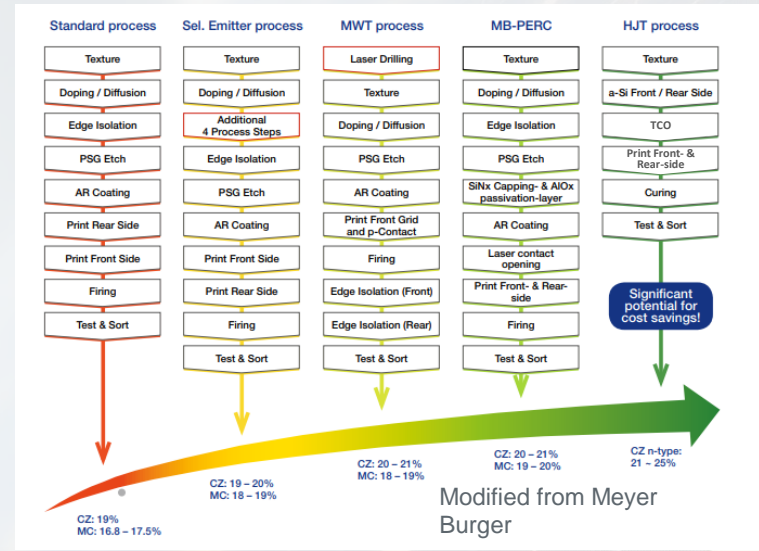 Standard process
Texture
Doping / Diffusion
Edge Isolation
PSG Etch
AR Coating
Print Rear Side
Print Front Side
Firing
Test & Sort
CZ: 19%
MC: 16.8 – 17.5%
Sel. Emitter process
Texture
Doping / Diffusion
Additional
4 Process Steps
Edge Isolation
PSG Etch
AR Coating
Print Front Side
Print Rear Side
Firing
Test & Sort
CZ: 19 – 20%
MC: 18 – 19%
MWT process
Laser Drilling
Texture
Doping / Diffusion
PSG Etch
AR Coating
Print Front Grid
and p-Contact
Firing
Edge Isolation (Front)
Edge Isolation (Rear)
Test & Sort
CZ: 20 – 21%
MC: 18 – 19%
MB-PERC
Texture
Doping / Diffusion
Edge Isolation
PSG Etch
SiNx Capping- & AlOx
passivation-layer
AR Coating
Laser contact
opening
Print Front- & Rear-
side
Firing
Test & Sort
CZ: 20 – 21%
MC: 19 – 20%
HJT process
Texture
a-Si Front / Rear Side
TCO
Print Front- &
Rear-side
Curing
Test & Sort
Significant
potential for
cost savings!
CZ n-type:
21 ~ 25%
Modified from Meyer
Burger